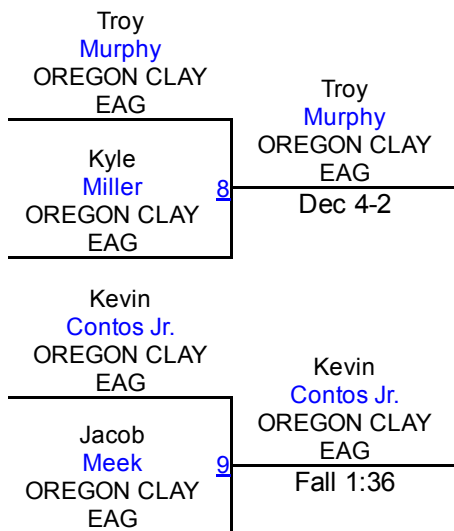 Troy
Murphy
OREGON CLAY
EAG
Kyle
Miller
OREGON CLAY
EAG
8
Troy
Murphy
OREGON CLAY
EAG
Dec 4-2
Kevin
Contos Jr.
OREGON CLAY
EAG
Jacob
Meek
OREGON CLAY
EAG
9
Kevin
Contos Jr.
OREGON CLAY
EAG
Fall 1:36